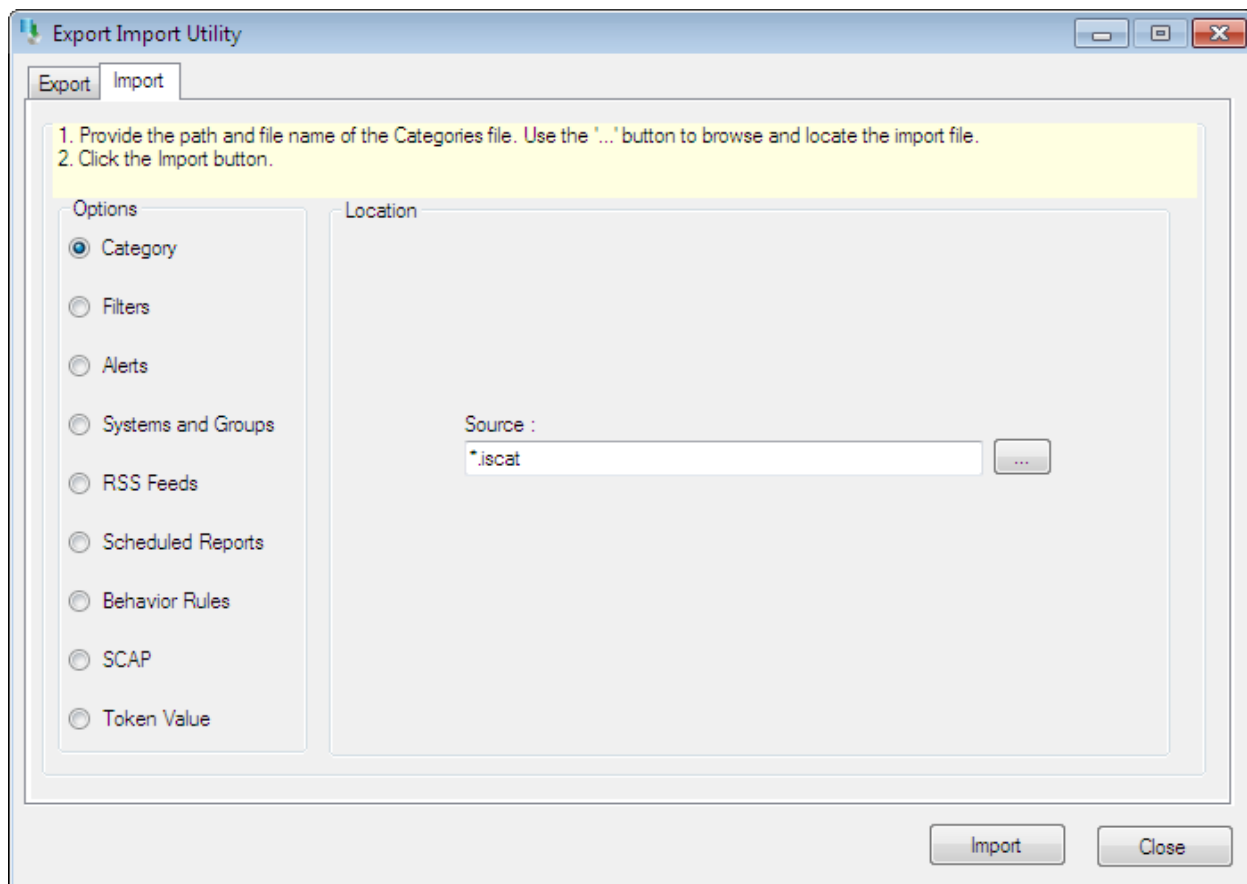 Export Import Utility
Export
Import
1. Provide the path and file name of the Categories file. Use the '...' button to browse and locate the import file.
2. Click the Import button.
Options
Location
Category
Filters
Alerts
Systems and Groups
Source :
*.iscat
...
RSS Feeds
Scheduled Reports
Behavior Rules
SCAP
Token Value
Import
Close